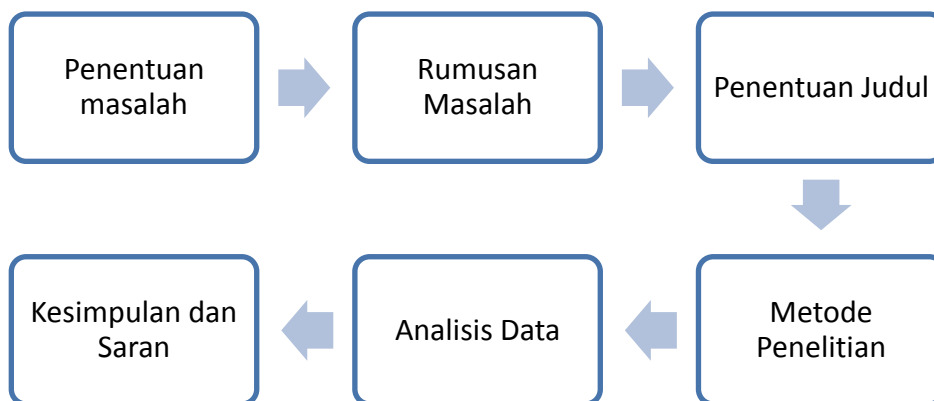 Penentuan
masalah
Rumusan
Masalah
Penentuan Judul
Metode
Penelitian
Analisis Data
Kesimpulan dan
Saran